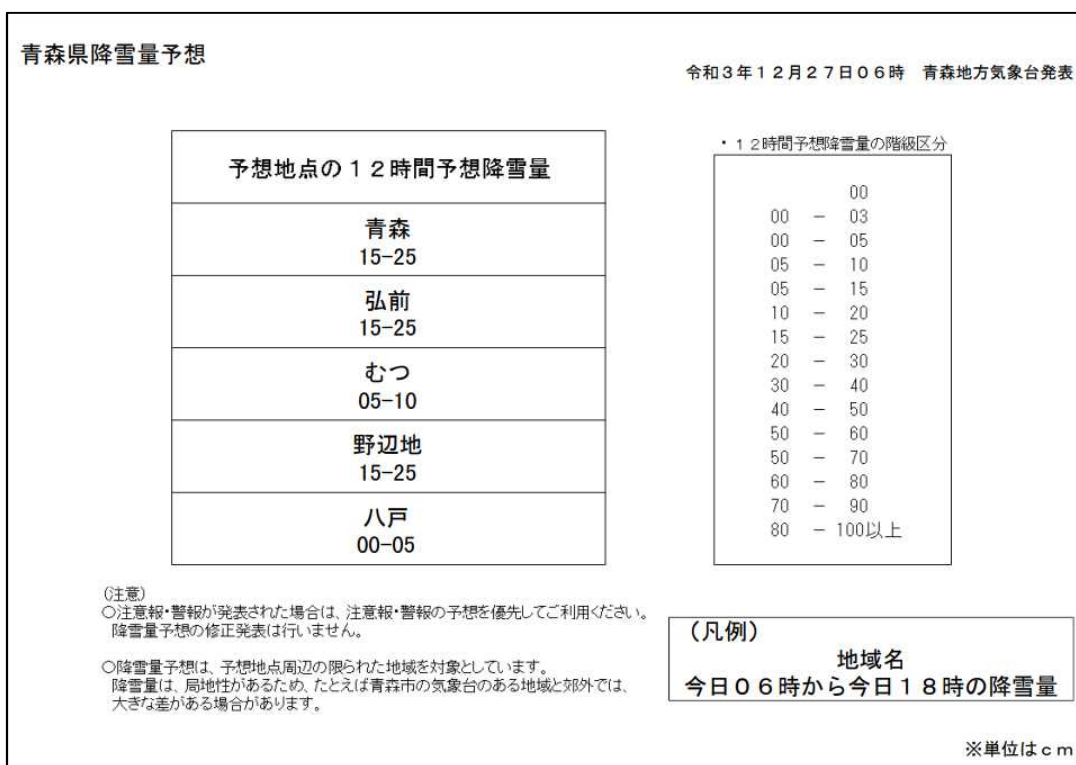 青森県降雪量予想
令和3年12月27日06時 青森地方気象台発表
予想地点の12時間予想降雪量
青森
15-25
弘前
15-25
むつ
05-10
野辺地
15-25
八戸
00-05
・12時間予想降雪量の階級区分
00
00 - 03
00 - 05
05 - 10
05 - 15
10 - 20
15 - 25
20 - 30
30 - 40
40 - 50
50 - 60
50 - 70
60 - 80
70 - 90
80 - 100以上
(注意)
○注意報・警報が発表された場合は、注意報・警報の予想を優先してご利用ください。
降雪量予想の修正発表は行いません。
○降雪量予想は、予想地点周辺の限られた地域を対象としています。
降雪量は、局地性があるため、たとえば青森市の気象台のある地域と郊外では、
大きな差がある場合があります。
(凡例)
地域名
今日06時から今日18時の降雪量
※単位はcm